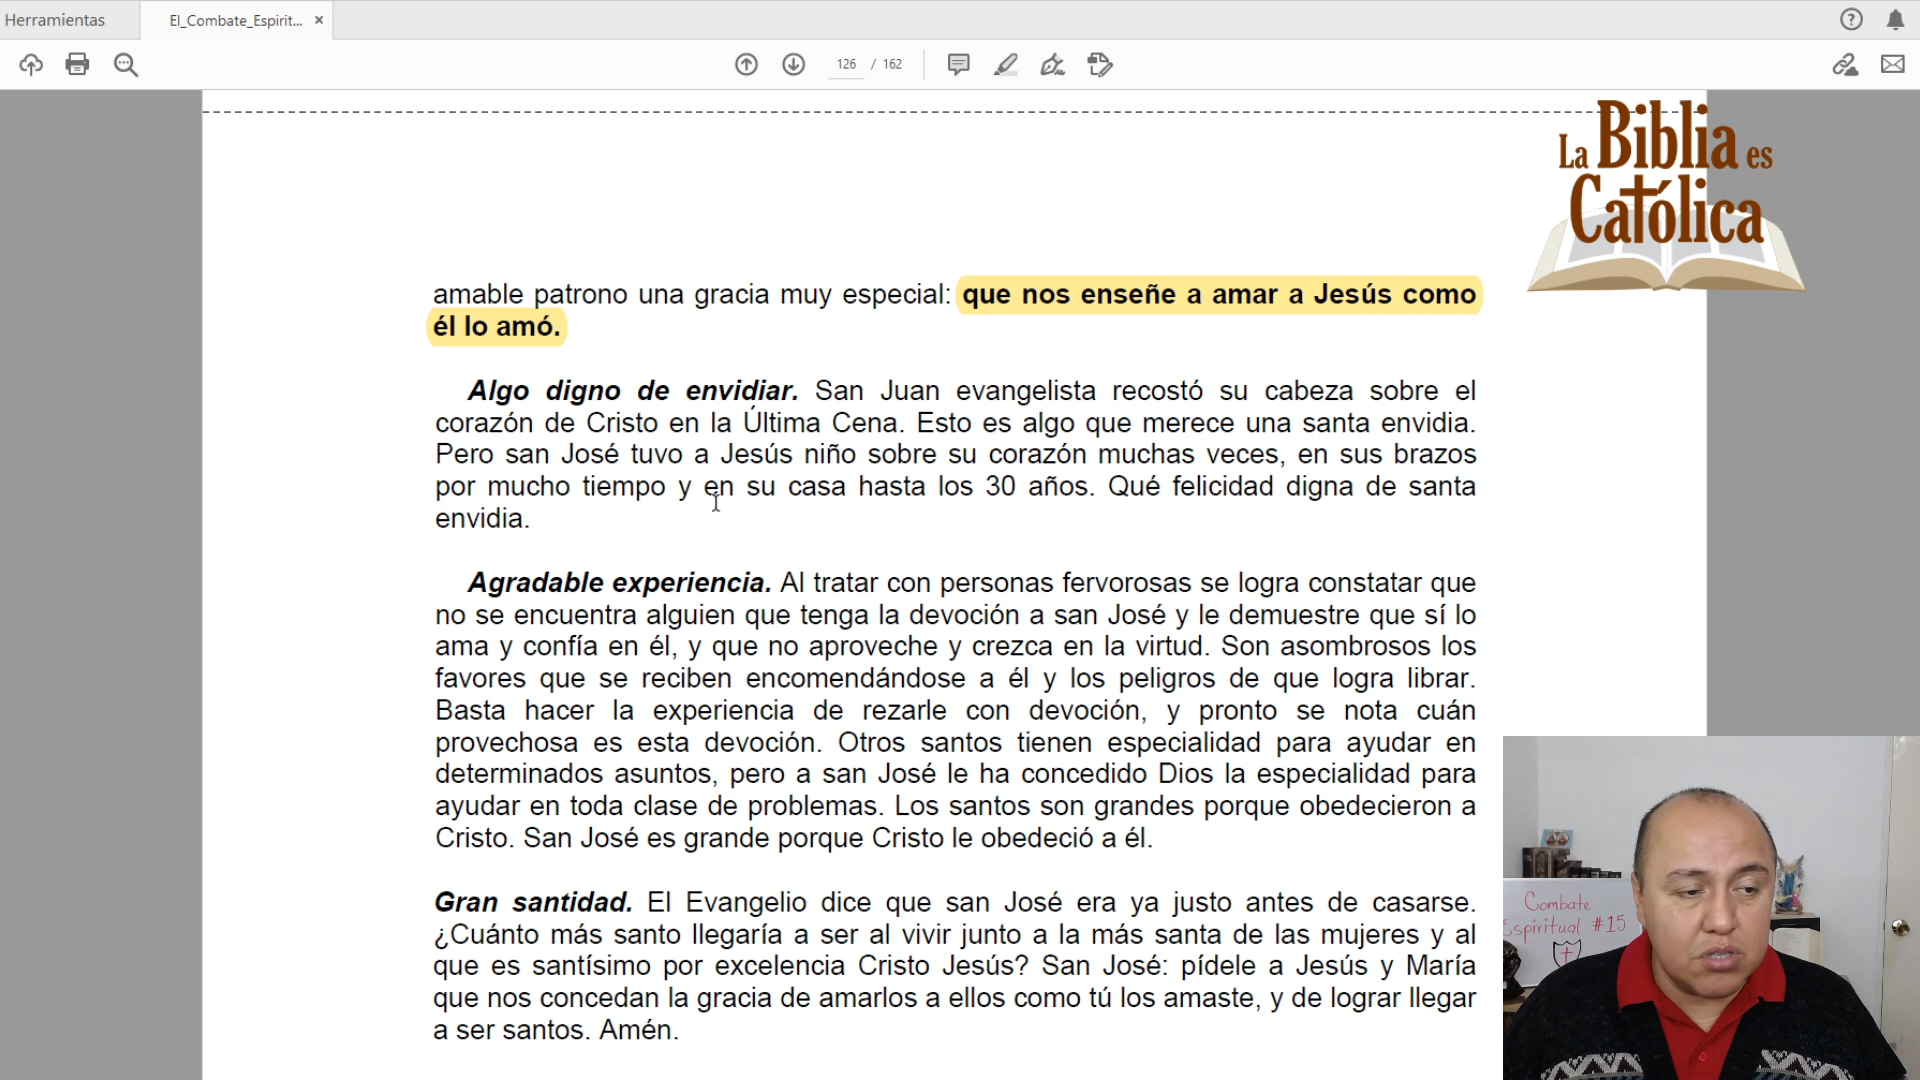 Herramientas
El_Combate_Espirit... ×
126 / 162
La Biblia es
Católica
amable patrono una gracia muy especial: que nos enseñe a amar a Jesús como
él lo amó.
Algo digno de envidiar. San Juan evangelista recostó su cabeza sobre el
corazón de Cristo en la Última Cena. Esto es algo que merece una santa envidia.
Pero san José tuvo a Jesús niño sobre su corazón muchas veces, en sus brazos
por mucho tiempo y en su casa hasta los 30 años. Qué felicidad digna de santa
envidia.
Agradable experiencia. Al tratar con personas fervorosas se logra constatar que
no se encuentra alguien que tenga la devoción a san José y le demuestre que sí lo
ama y confía en él, y que no aproveche y crezca en la virtud. Son asombrosos los
favores que se reciben encomendándose a él y los peligros de que logra librar.
Basta hacer la experiencia de rezarle con devoción, y pronto se nota cuán
provechosa es esta devoción. Otros santos tienen especialidad para ayudar en
determinados asuntos, pero a san José le ha concedido Dios la especialidad para
ayudar en toda clase de problemas. Los santos son grandes porque obedecieron a
Cristo. San José es grande porque Cristo le obedeció a él.
Gran santidad. El Evangelio dice que san José era ya justo antes de casarse.
¿Cuánto más santo llegaría a ser al vivir junto a la más santa de las mujeres y al
que es santísimo por excelencia Cristo Jesús? San José: pídele a Jesús y María
que nos concedan la gracia de amarlos a ellos como tú los amaste, y de lograr llegar
a ser santos. Amén.
Combate
Espiritual #15